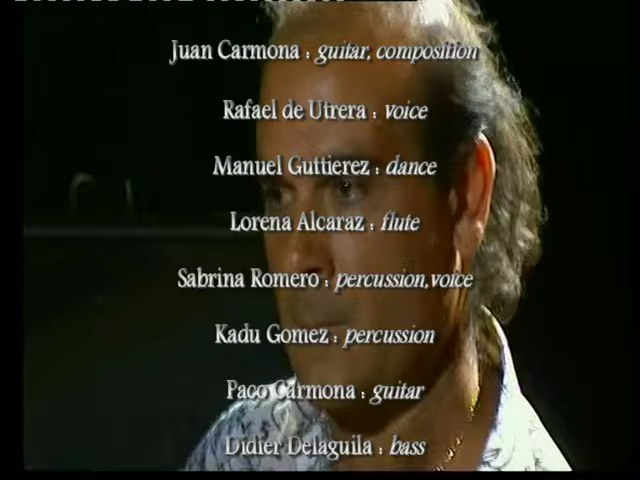 Juan Carmona : guitar, composition
Rafael de Utrera : voice
Manuel Guttierez : dance
Lorena Alcaraz : flute
Sabrina Romero : percussion,voice
Kadu Gomez : percussion
Paco Carmona : guitar
Didier Delaguila : bass